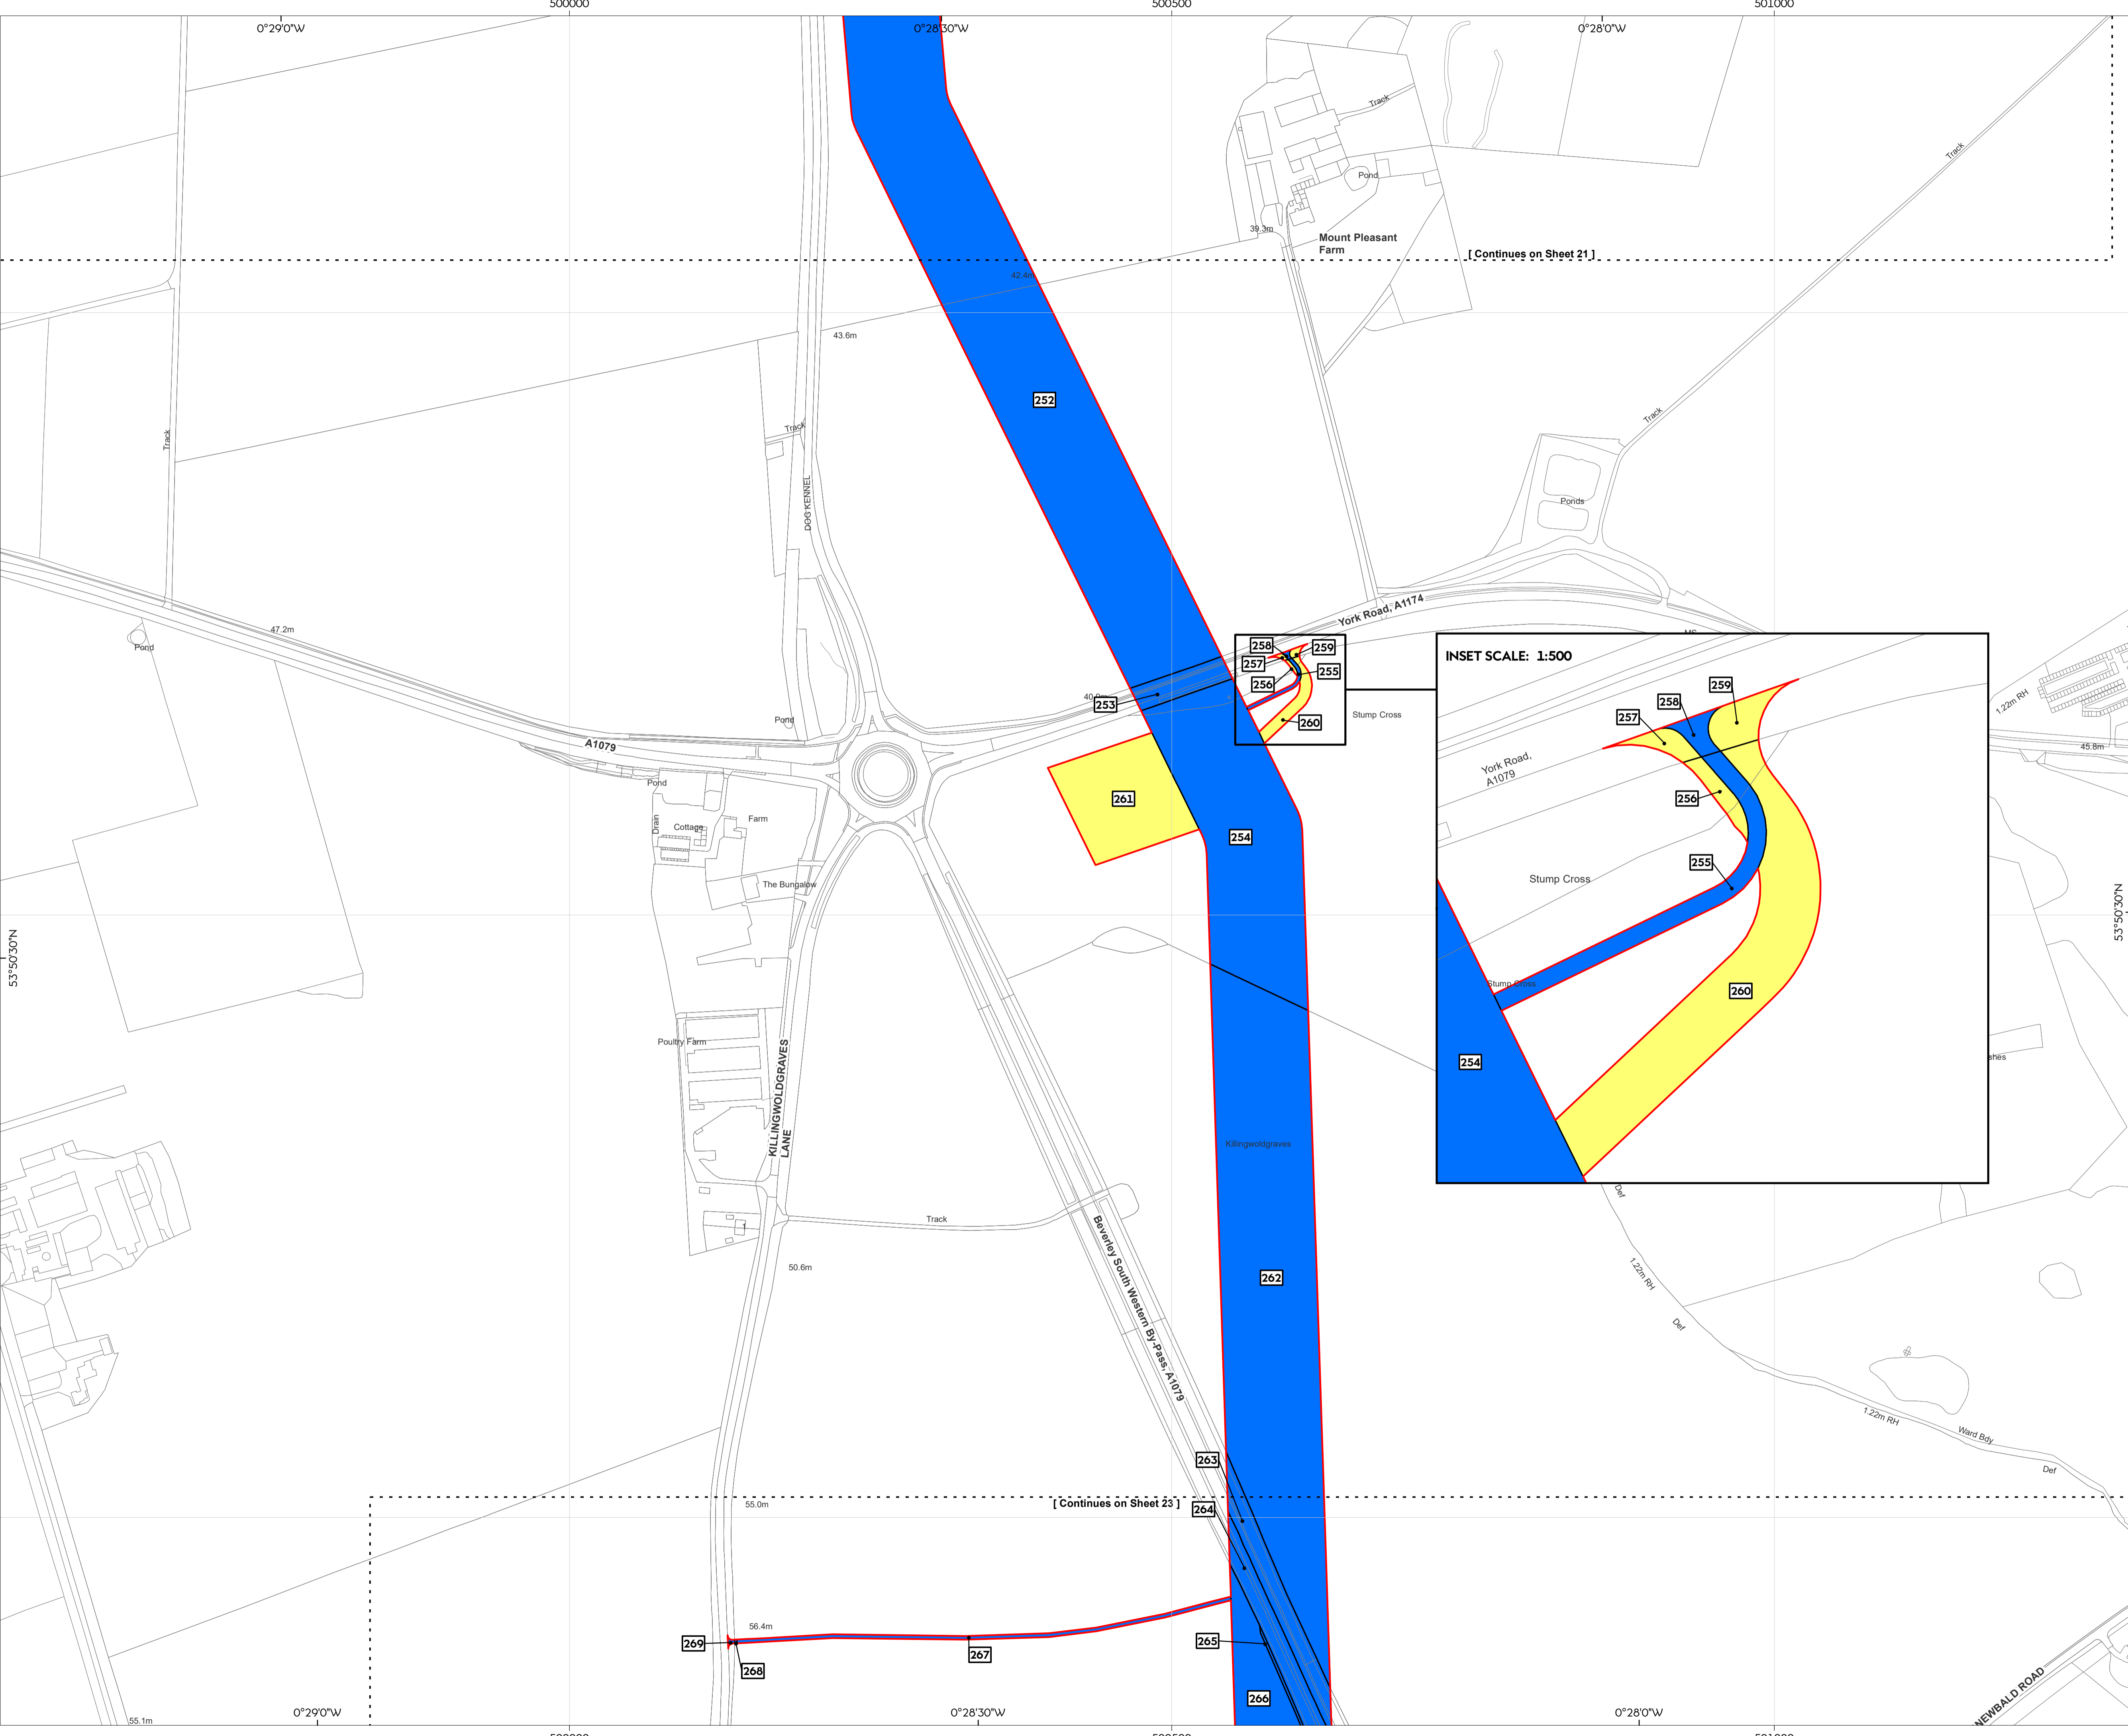 500000
500500
501000
0°29'0"W
0°28'30"W
0°28'0"W
Track
Track
Pond
39.3m
Mount Pleasant
Farm
[ Continues on Sheet 21 ]
42.4m
43.6m
252
Track
Track
Track
DOG KENNEL
Ponds
York Road, A1174
47.2m
Pond
258
259
257
255
256
253
260
Stump Cross
INSET SCALE: 1:500
259
258
257
York Road,
A1079
256
255
Stump Cross
Stump Cross
260
254
1.22m RH
45.8m
Pond
A1079
Pond
261
Drain
Cottage
Farm
254
The Bungalow
53°50'30"N
53°50'30"N
Poultry Farm
KILLINGWOLDGRAVES
LANE
shes
Killingwoldgraves
Track
1
Beverley South Western By-Pass, A1079
50.6m
262
Def
1.22m RH
Def
1.22m RH
Ward Bdy
Def
263
[ Continues on Sheet 23 ]
55.0m
264
56.4m
269
268
267
265
266
NEWBALD ROAD
55.1m
0°29'0"W
0°28'30"W
0°28'0"W
500000
500500
501000